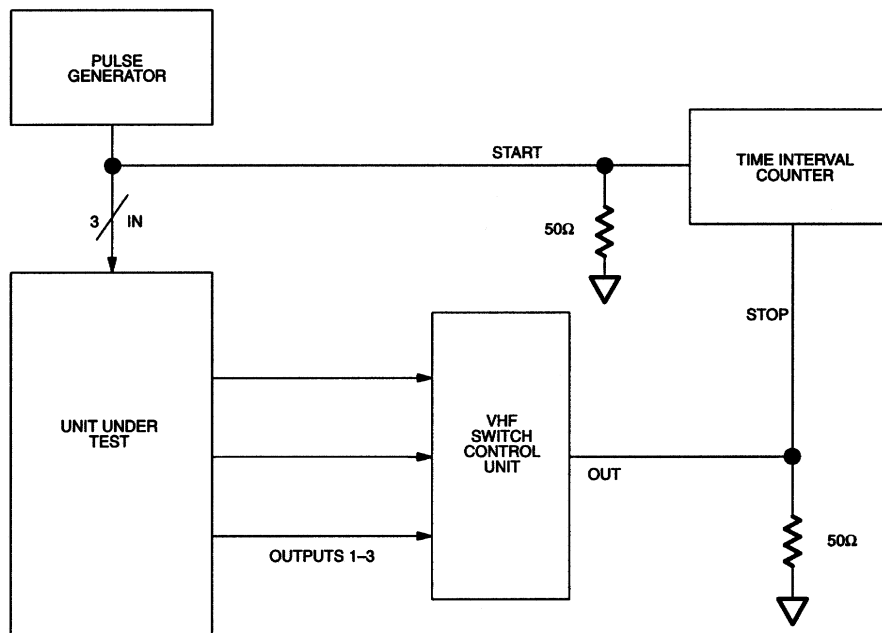 PULSE
GENERATOR
START
TIME INTERVAL
COUNTER
3 IN
50Ω
STOP
UNIT UNDER
TEST
VHF
SWITCH
CONTROL
UNIT
OUT
OUTPUTS 1–3
50Ω